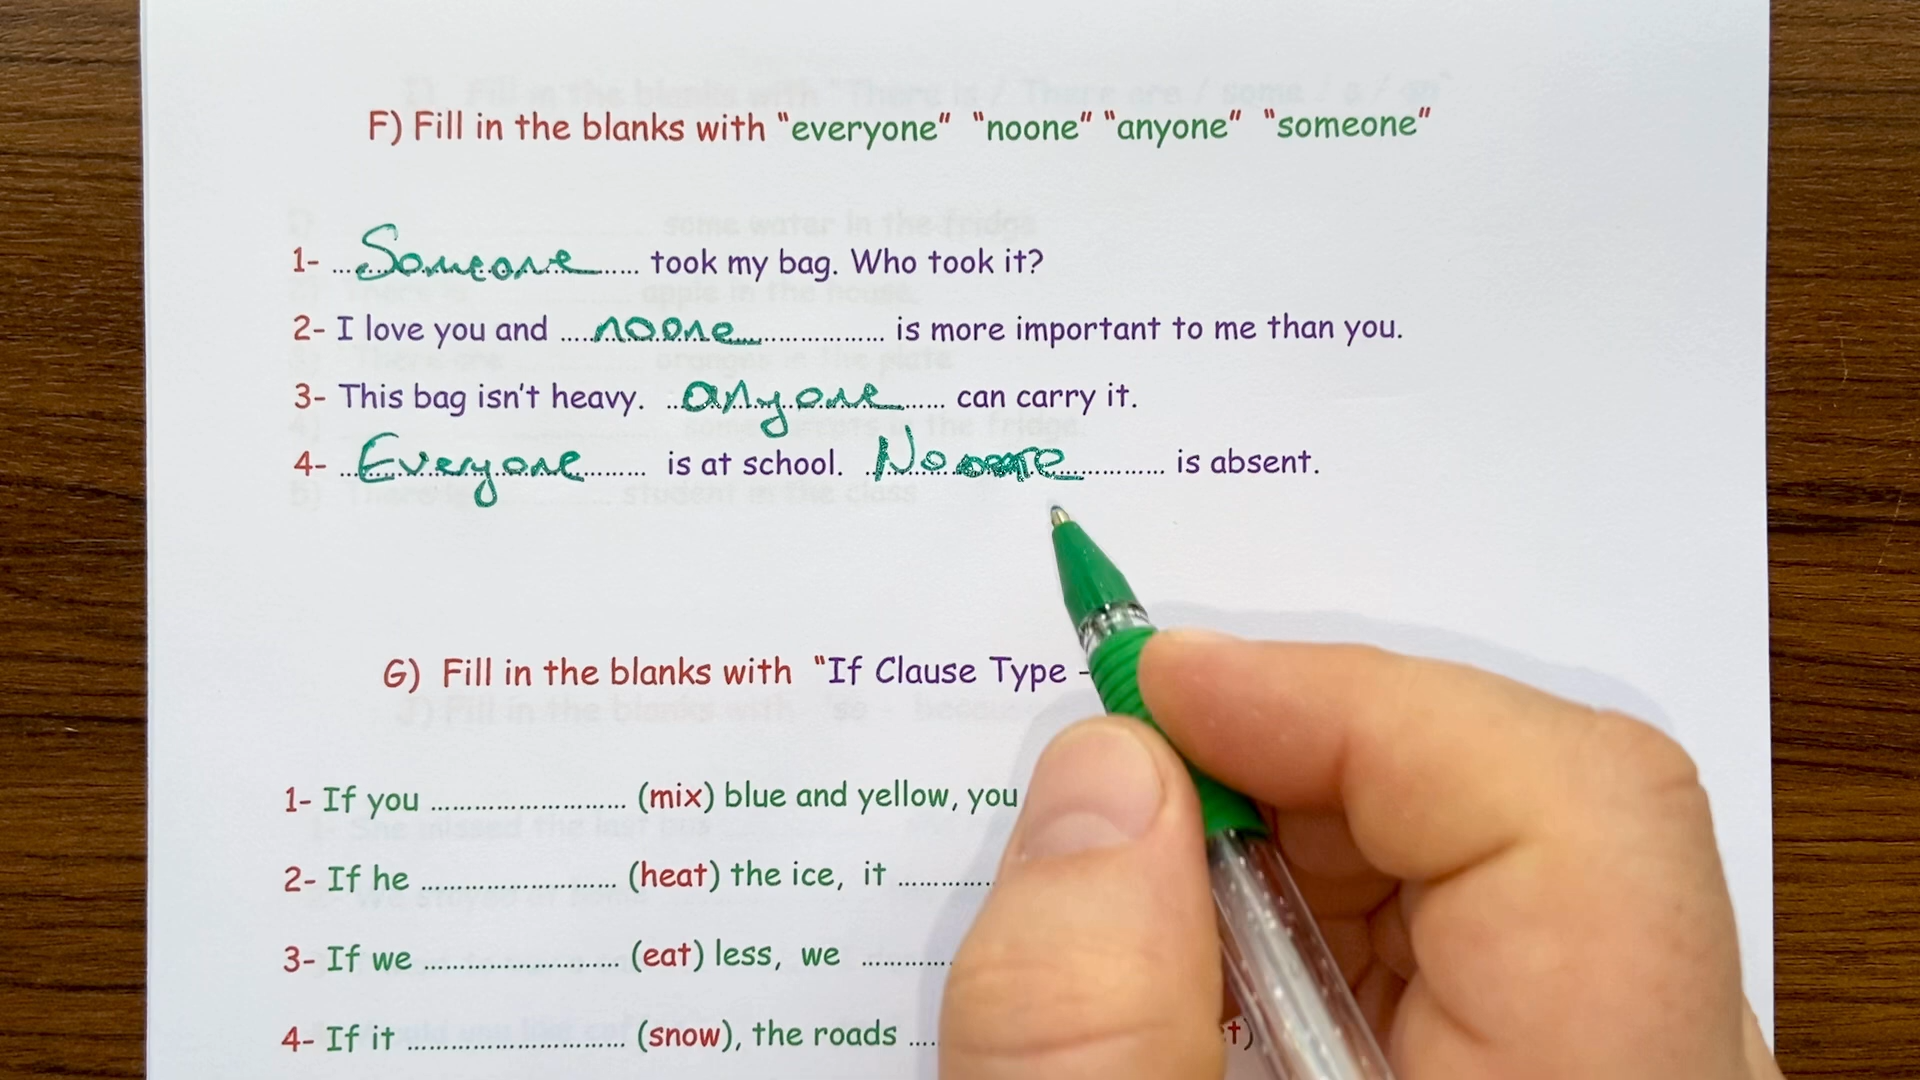 F) Fill in the blanks with "everyone" "noone" "anyone" "someone"
1- ...Someone... took my bag. Who took it?
2- I love you and ...noone............... is more important to me than you.
3- This bag isn't heavy. ...anyone...... can carry it.
4- ...Everyone...... is at school. ...Noone............ is absent.
G) Fill in the blanks with "If Clause Type -
1- If you ........................... (mix) blue and yellow, you
2- If he ........................... (heat) the ice, it .............
3- If we ........................... (eat) less, we ............
4- If it .............................. (snow), the roads .... t)